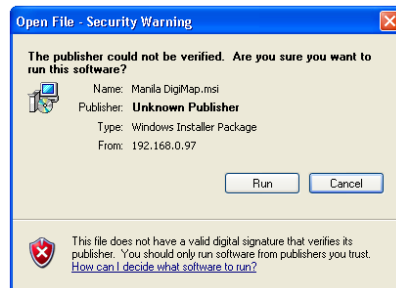 Open File - Security Warning
The publisher could not be verified. Are you sure you want to
run this software?
Name: Manila DigiMap.msi
Publisher: Unknown Publisher
Type: Windows Installer Package
From: 192.168.0.97
Run Cancel
This file does not have a valid digital signature that verifies its
publisher. You should only run software from publishers you trust.
How can I decide what software to run?